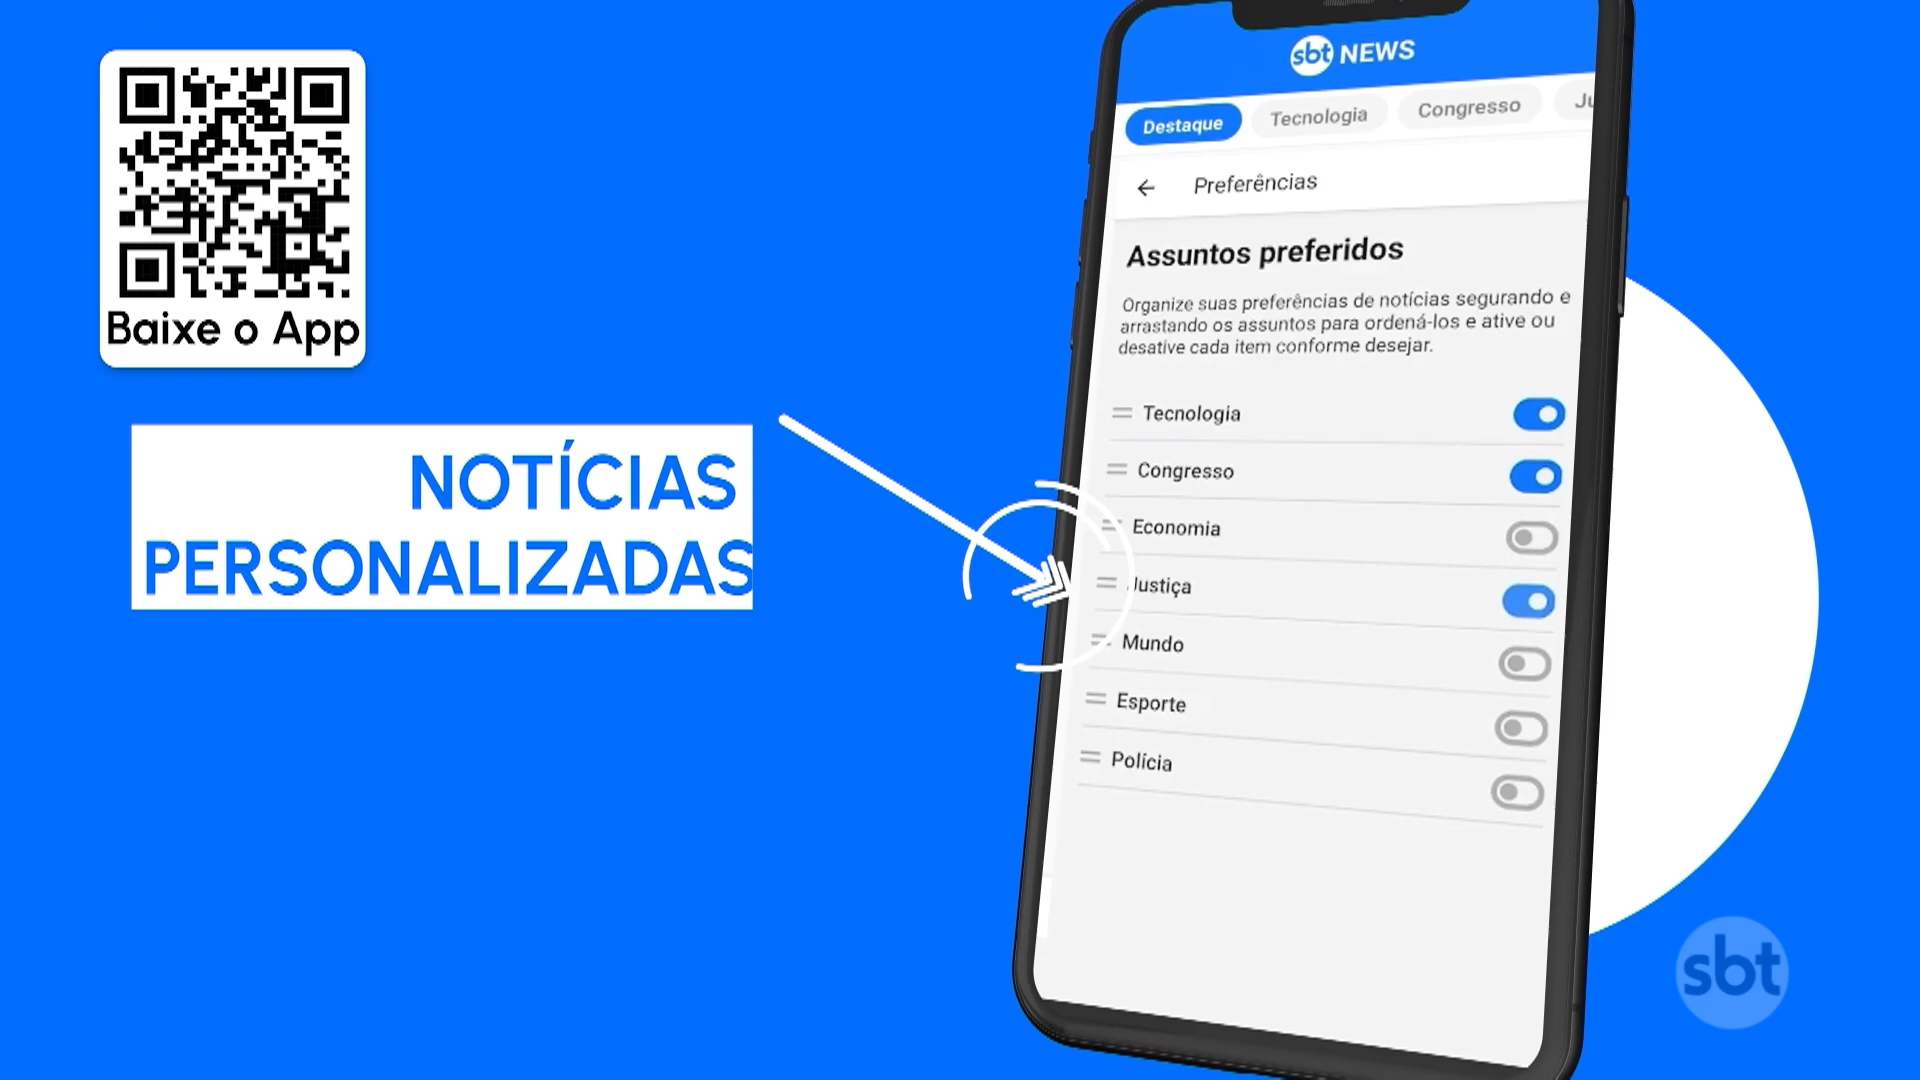 Baixe o App
NOTÍCIAS
PERSONALIZADAS
sbt NEWS
Destaque Tecnologia Congresso Ju
Preferências
Assuntos preferidos
Organize suas preferências de notícias segurando e
arrastando os assuntos para ordená-los e ative ou
desative cada item conforme desejar.
Tecnologia
Congresso
Economia
Justiça
Mundo
Esporte
Polícia
sbt